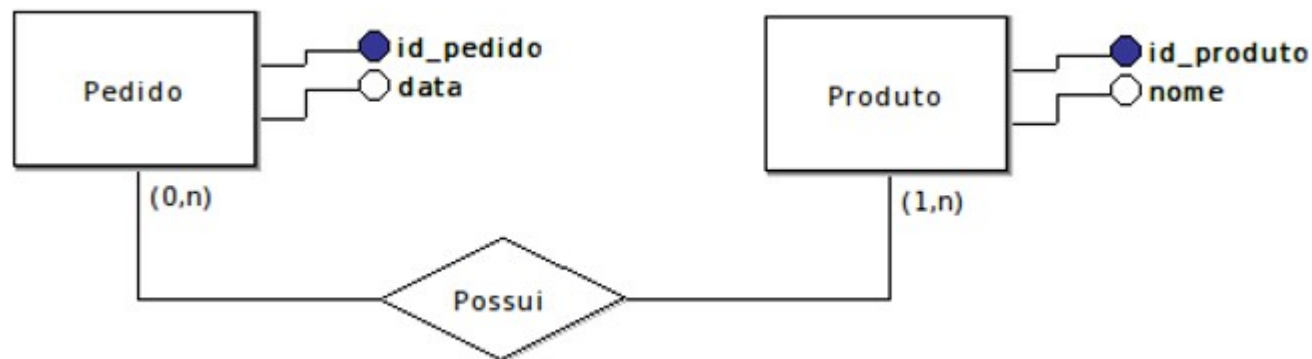 Pedido
id_pedido
data
(0,n)
Produto
id_produto
nome
(1,n)
Possui